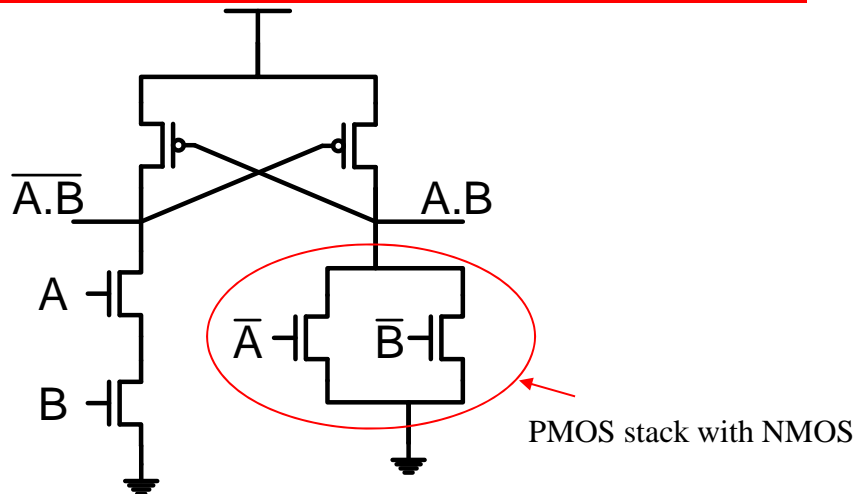 A̅.̅B̅
A.B
A
A̅
B̅
B
PMOS stack with NMOS